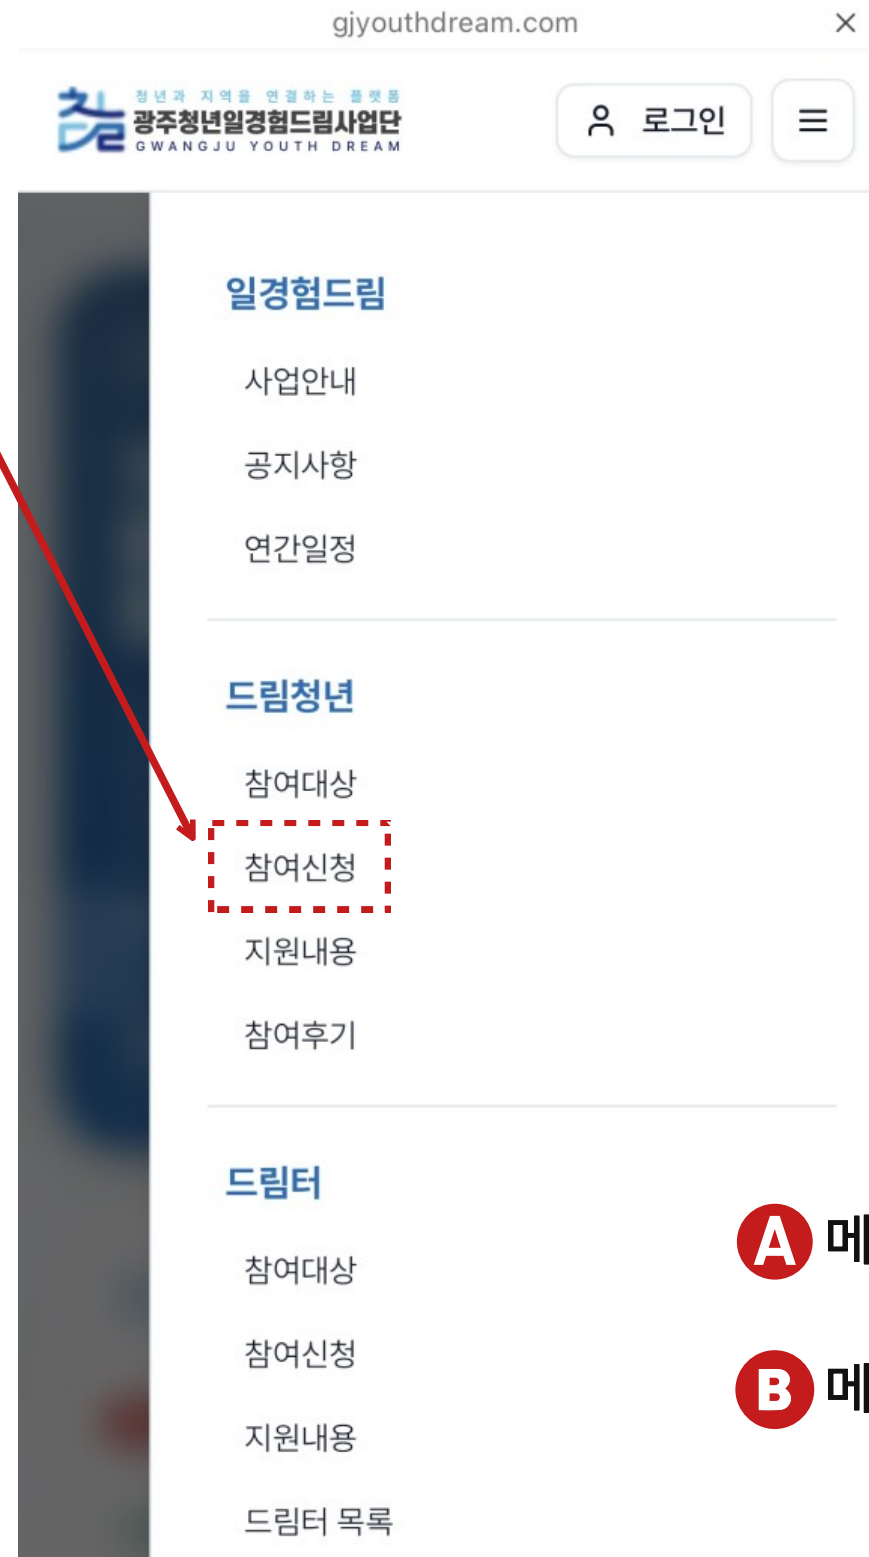 gjyouthdream.com
청년과 지역을 연결하는 플랫폼
광주청년일경험드림사업단
GWANGJU YOUTH DREAM
로그인
일경험드림
사업안내
공지사항
연간일정
드림청년
참여대상
참여신청
지원내용
참여후기
드림터
참여대상
참여신청
지원내용
드림터 목록
A 메
B 메